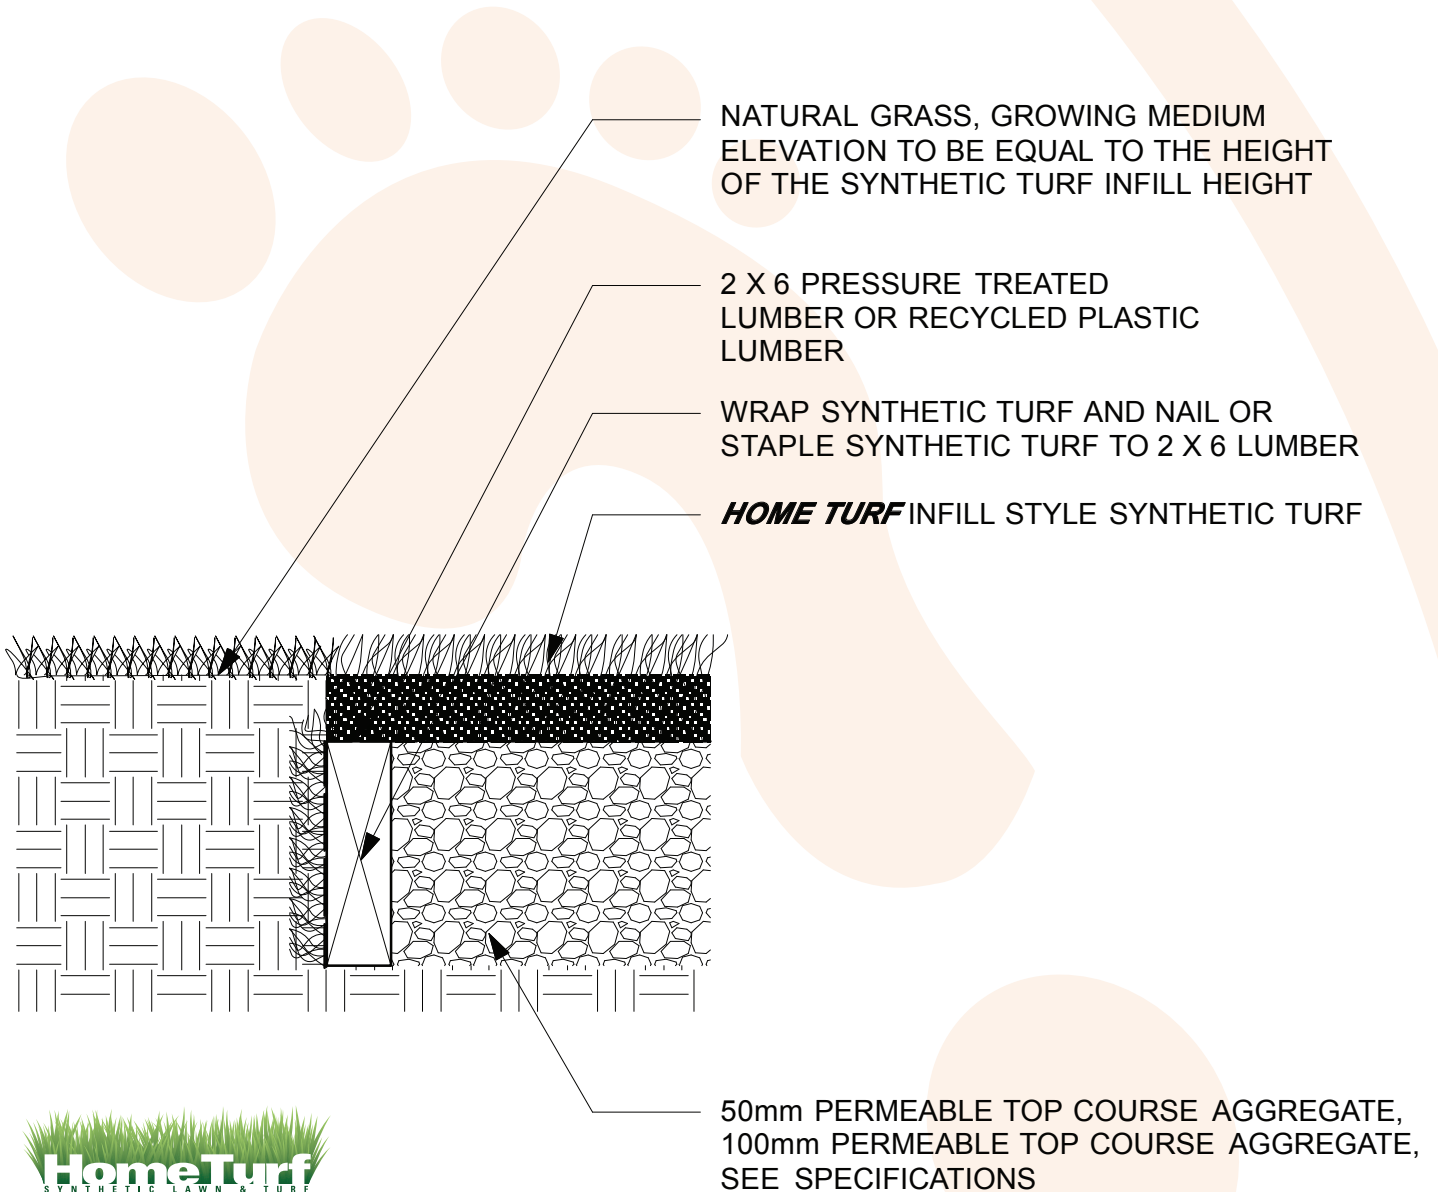 NATURAL GRASS, GROWING MEDIUM
ELEVATION TO BE EQUAL TO THE HEIGHT
OF THE SYNTHETIC TURF INFILL HEIGHT
2 X 6 PRESSURE TREATED
LUMBER OR RECYCLED PLASTIC
LUMBER
WRAP SYNTHETIC TURF AND NAIL OR
STAPLE SYNTHETIC TURF TO 2 X 6 LUMBER
HOME TURF INFILL STYLE SYNTHETIC TURF
50mm PERMEABLE TOP COURSE AGGREGATE,
100mm PERMEABLE TOP COURSE AGGREGATE,
SEE SPECIFICATIONS
HomeTurf
SYNTHETIC LAWN & TURF